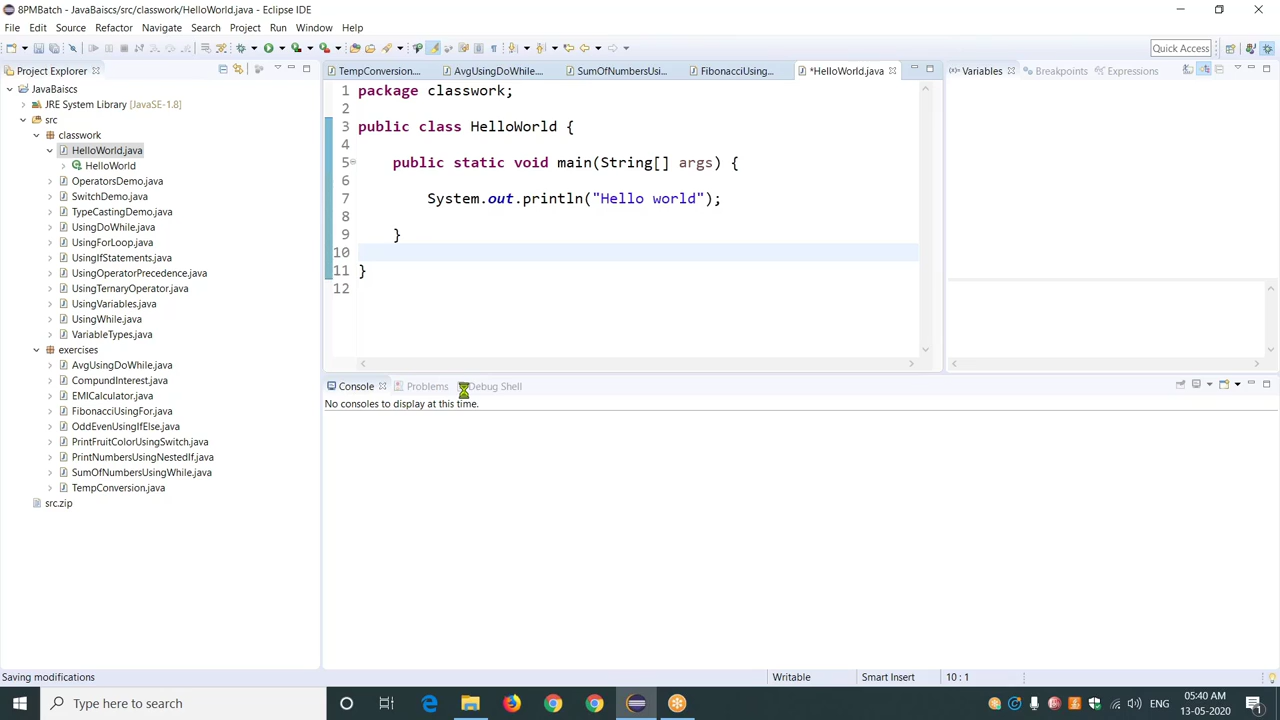 8PMBatch - JavaBaiscs/src/classwork/HelloWorld.java - Eclipse IDE
File Edit Source Refactor Navigate Search Project Run Window Help
Quick Access
Project Explorer
TempConversion....
AvgUsingDoWhile....
SumOfNumbersUsi...
FibonacciUsing...
*HelloWorld.java
Variables
Breakpoints
Expressions
JavaBaiscs
JRE System Library [JavaSE-1.8]
src
classwork
HelloWorld.java
HelloWorld
OperatorsDemo.java
SwitchDemo.java
TypeCastingDemo.java
UsingDoWhile.java
UsingForLoop.java
UsingIfStatements.java
UsingOperatorPrecedence.java
UsingTernaryOperator.java
UsingVariables.java
UsingWhile.java
VariableTypes.java
exercises
AvgUsingDoWhile.java
CompundInterest.java
EMICalculator.java
FibonacciUsingFor.java
OddEvenUsingIfElse.java
PrintFruitColorUsingSwitch.java
PrintNumbersUsingNestedIf.java
SumOfNumbersUsingWhile.java
TempConversion.java
src.zip
1 package classwork;
2
3 public class HelloWorld {
4
5 public static void main(String[] args) {
6
7 System.out.println("Hello world");
8
9 }
10
11 }
12
Console
Problems
Debug Shell
No consoles to display at this time.
Saving modifications
Writable
Smart Insert
10 : 1
Type here to search
ENG
05:40 AM
13-05-2020
1